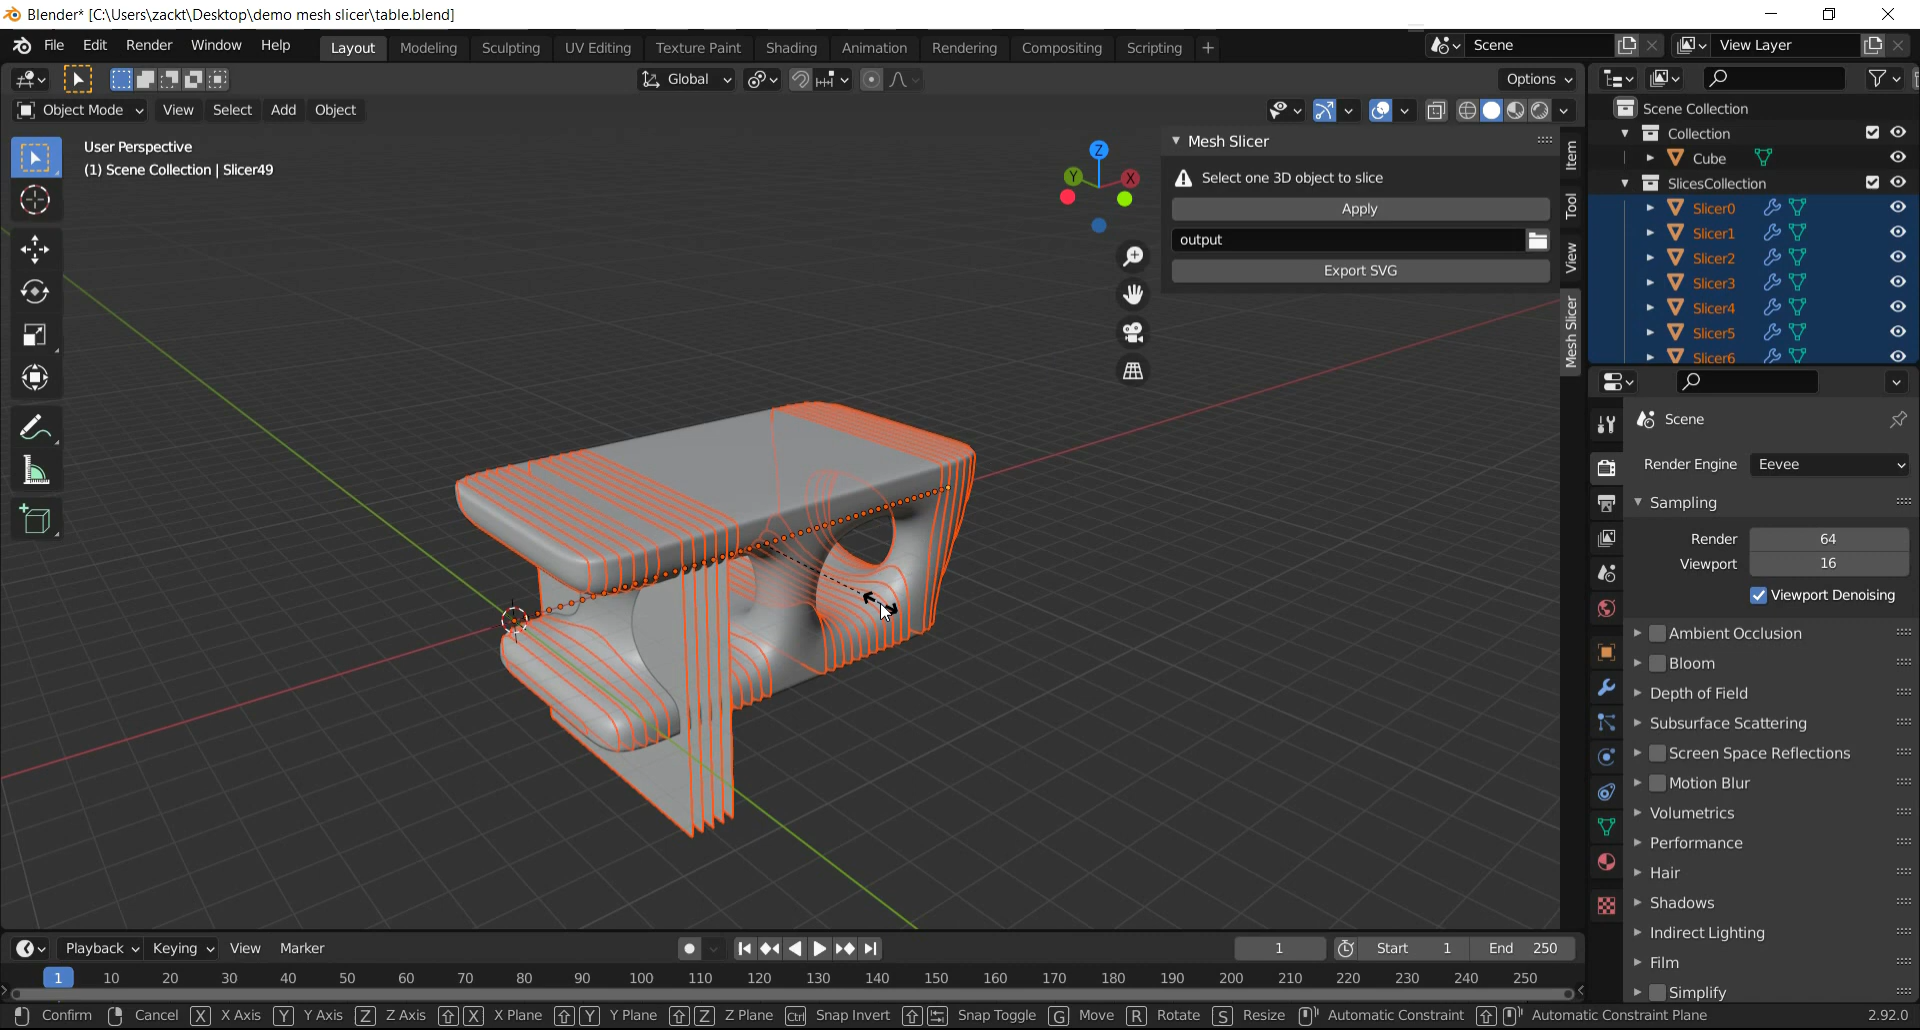 Blender* [C:\Users\zackt\Desktop\demo mesh slicer\table.blend]
File Edit Render Window Help Layout Modeling Sculpting UV Editing Texture Paint Shading Animation Rendering Compositing Scripting + Scene View Layer
Global Options
Object Mode View Select Add Object
User Perspective
(1) Scene Collection | Slicer49
Z
Y
X
Mesh Slicer
Select one 3D object to slice
Apply
output
Export SVG
Item
Tool
View
Mesh Slicer
Scene Collection
Collection
Cube
SlicesCollection
Slicer0
Slicer1
Slicer2
Slicer3
Slicer4
Slicer5
Slicer6
Scene
Render Engine Eevee
Sampling
Render 64
Viewport 16
Viewport Denoising
Ambient Occlusion
Bloom
Depth of Field
Subsurface Scattering
Screen Space Reflections
Motion Blur
Volumetrics
Performance
Hair
Shadows
Indirect Lighting
Film
Simplify
Playback Keying View Marker 1 Start 1 End 250
1 10 20 30 40 50 60 70 80 90 100 110 120 130 140 150 160 170 180 190 200 210 220 230 240 250
Confirm Cancel X X Axis Y Y Axis Z Z Axis X X Plane Y Y Plane Z Z Plane Ctrl Snap Invert Snap Toggle G Move R Rotate S Resize Automatic Constraint Automatic Constraint Plane 2.92.0